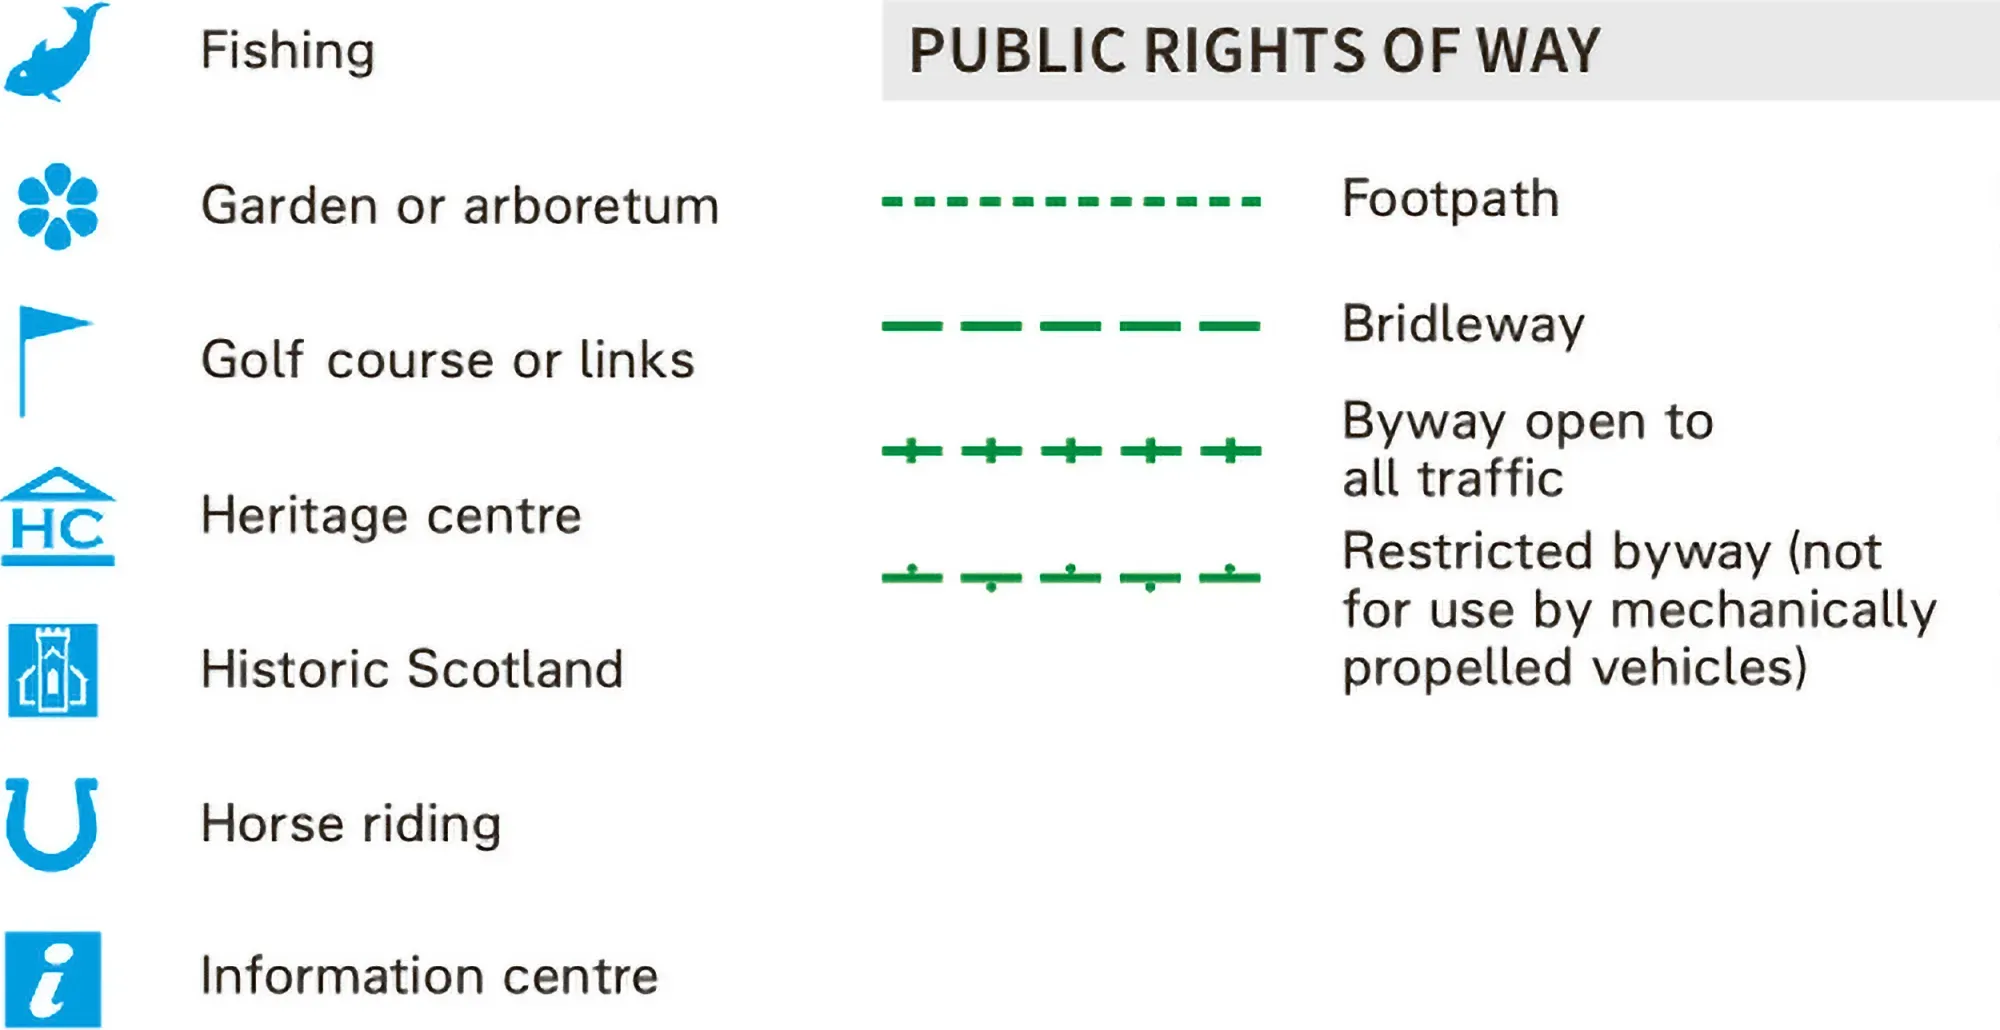 Fishing
Garden or arboretum
Golf course or links
HC
Heritage centre
Historic Scotland
Horse riding
i
Information centre
PUBLIC RIGHTS OF WAY
Footpath
Bridleway
Byway open to
all traffic
Restricted byway (not
for use by mechanically
propelled vehicles)